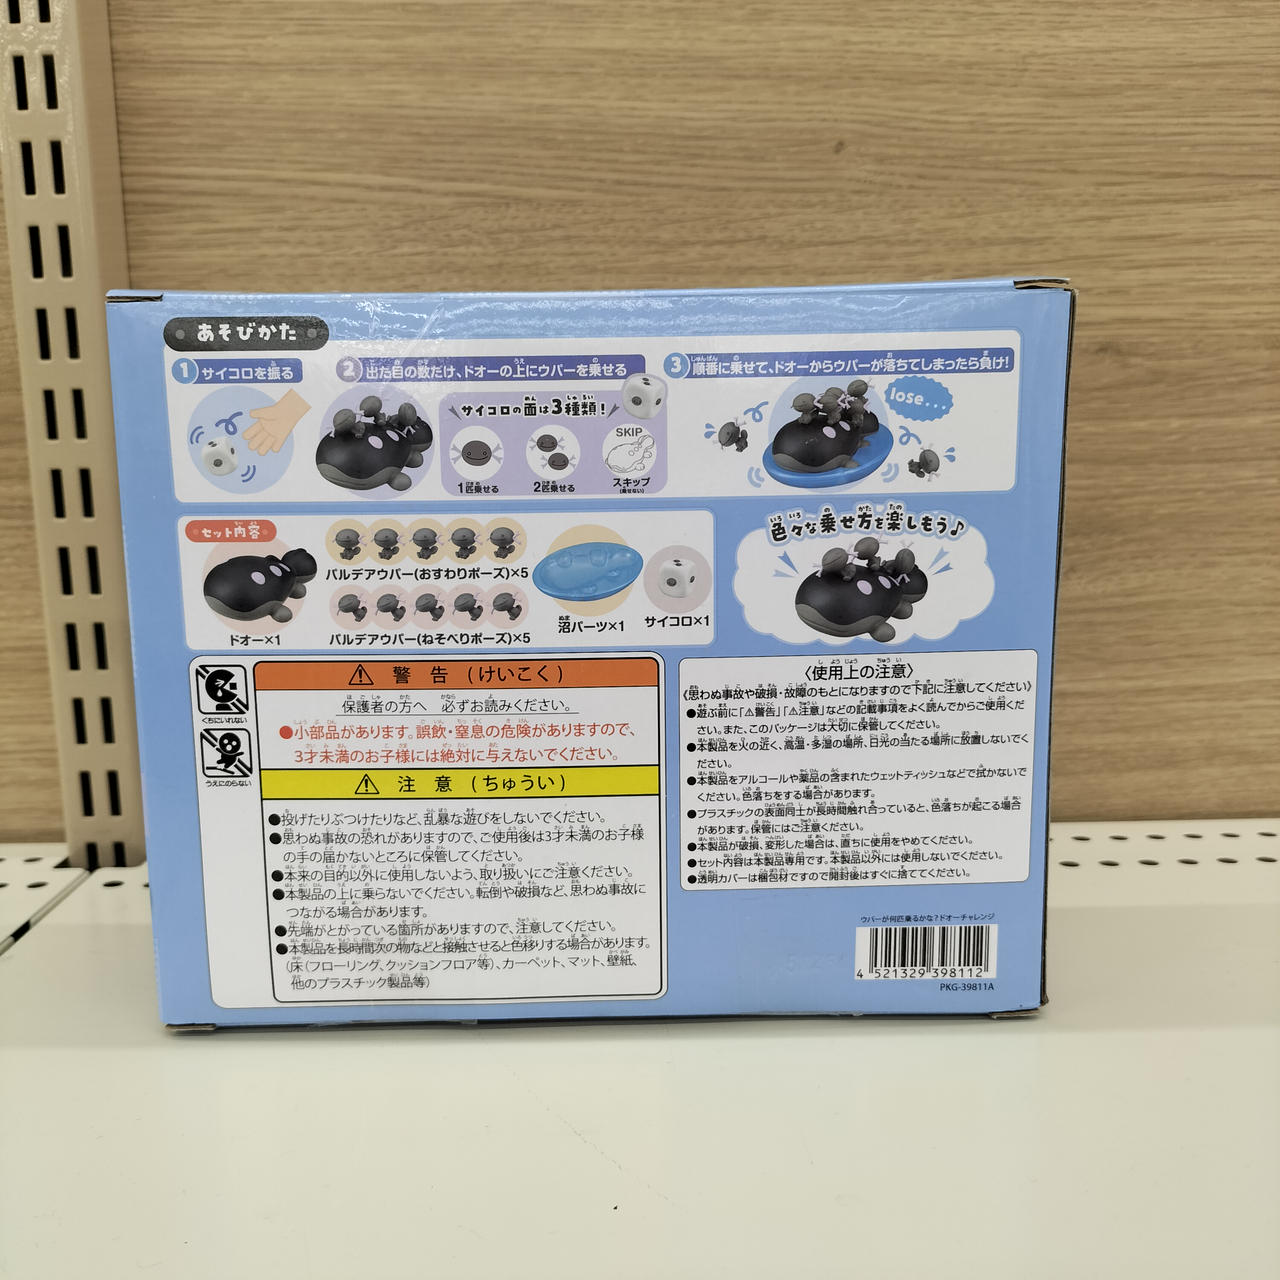 あそびかた
1 サイコロを振る
2 出た目の数だけ、ドオーの上にウパーを乗せる
サイコロの面は3種類!
1匹乗せる
2匹乗せる
SKIP
スキップ
(乗せない)
3 順番に乗せて、ドオーからウパーが落ちてしまったら負け!
lose...
セット内容
ドオー×1
パルデアウパー(おすわりポーズ)×5
パルデアウパー(ねそべりポーズ)×5
沼パーツ×1
サイコロ×1
色々な乗せ方を楽しもう♪
くちにいれない
うえにのらない
⚠ 警告 (けいこく)
保護者の方へ 必ずお読みください。
●小部品があります。誤飲・窒息の危険がありますので、
3才未満のお子様には絶対に与えないでください。
⚠ 注意 (ちゅうい)
●投げたりぶつけたりなど、乱暴な遊びをしないでください。
●思わぬ事故の恐れがありますので、ご使用後は3才未満のお子様
の手の届かないところに保管してください。
●本来の目的以外に使用しないよう、取り扱いにご注意ください。
●本製品の上に乗らないでください。転倒や破損など、思わぬ事故に
つながる場合があります。
●先端がとがっている箇所がありますので、注意してください。
●本製品を長時間次の物などと接触させると色移りする場合があります。
(床(フローリング、クッションフロア等)、カーペット、マット、壁紙、
他のプラスチック製品等)
〈使用上の注意〉
《思わぬ事故や破損・故障のもとになりますので下記に注意してください》
●遊ぶ前に「⚠警告」「⚠注意」などの記載事項をよく読んでからご使用くだ
さい。また、このパッケージは大切に保管してください。
●本製品を火の近く、高温・多湿の場所、日光の当たる場所に放置しないでく
ださい。
●本製品をアルコールや薬品の含まれたウェットティッシュなどで拭かないで
ください。色落ちをする場合があります。
●プラスチックの表面同士が長時間触れ合っていると、色落ちが起こる場合
があります。保管にはご注意ください。
●本製品が破損、変形した場合は、直ちに使用をやめてください。
●セット内容は本製品専用です。本製品以外には使用しないでください。
●透明カバーは梱包材ですので開封後はすぐに捨ててください。
ウパーが何匹乗るかな?ドオーチャレンジ
4 521329 398112
PKG-39811A